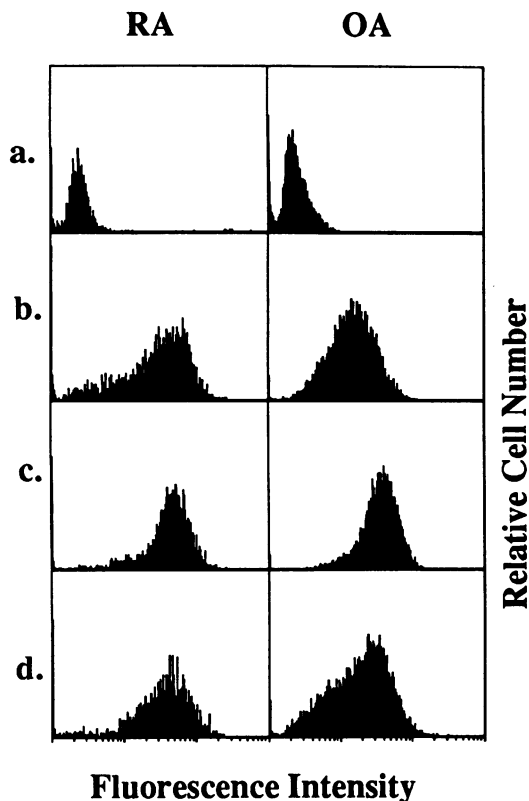 RA OA
a.
b.
c.
d.
Relative Cell Number
Fluorescence Intensity